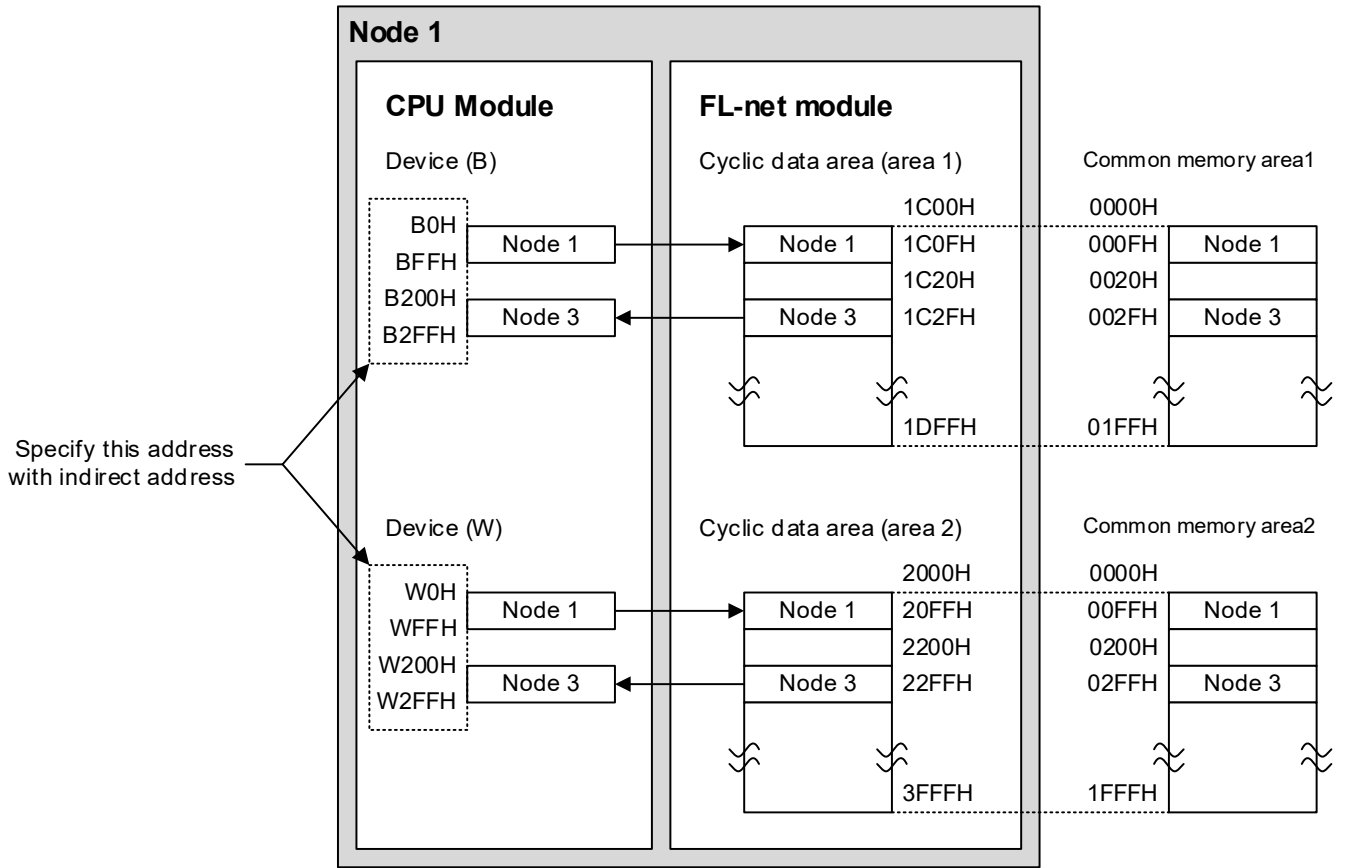 Node 1
CPU Module
FL-net module
Device (B)
Cyclic data area (area 1)
Common memory area1
1C00H
0000H
B0H
Node 1
Node 1
1C0FH
000FH
Node 1
BFFH
1C20H
0020H
B200H
Node 3
Node 3
1C2FH
002FH
Node 3
B2FFH
1DFFH
01FFH
Specify this address
with indirect address
Device (W)
Cyclic data area (area 2)
Common memory area2
2000H
0000H
W0H
Node 1
Node 1
20FFH
00FFH
Node 1
WFFH
2200H
0200H
W200H
Node 3
Node 3
22FFH
02FFH
Node 3
W2FFH
3FFFH
1FFFH